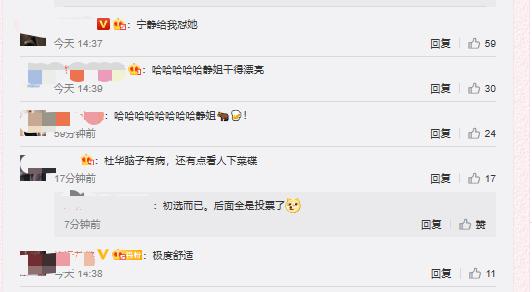 ：宁静给我怼她
今天 14:37 回复 59
：哈哈哈哈哈静姐干得漂亮
今天 14:39 回复 30
：哈哈哈哈哈哈哈哈静姐🐂🍺！
59分钟前 回复 24
：杜华脑子有病，还有点看人下菜碟
17分钟前 回复 17
：初选而已。后面全是投票了
7分钟前 回复 赞
：极度舒适
今天 14:38 回复 11